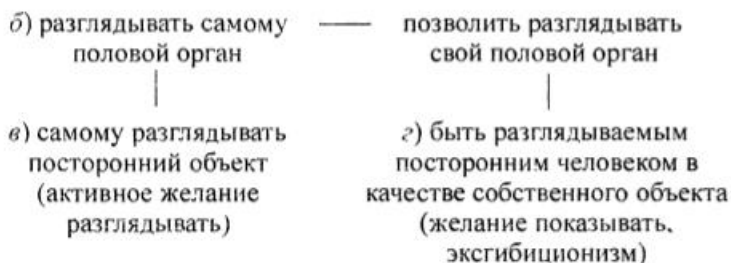 б) разглядывать самому
половой орган
позволить разглядывать
свой половой орган
в) самому разглядывать
посторонний объект
(активное желание
разглядывать)
г) быть разглядываемым
посторонним человеком в
качестве собственного объекта
(желание показывать,
эксгибиционизм)